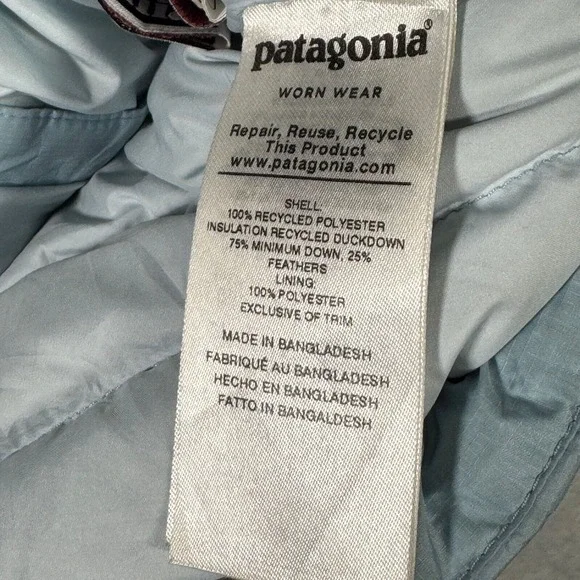 patagonia®
WORN WEAR
Repair, Reuse, Recycle
This Product
www.patagonia.com
SHELL:
100% RECYCLED POLYESTER
INSULATION RECYCLED DUCKDOWN
75% MINIMUM DOWN, 25%
FEATHERS
LINING:
100% POLYESTER
EXCLUSIVE OF TRIM
MADE IN BANGLADESH
FABRIQUÉ AU BANGLADESH
HECHO EN BANGLADESH
FATTO IN BANGALDESH